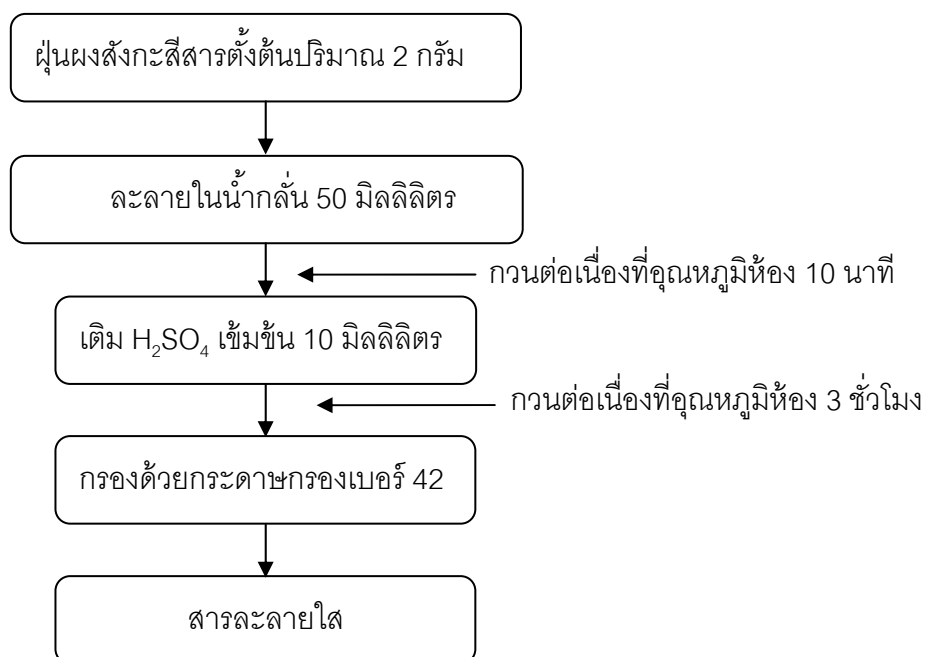 ฝุ่นผงสังกะสีสารตั้งต้นปริมาณ 2 กรัม
ละลายในน้ำกลั่น 50 มิลลิลิตร
กวนต่อเนื่องที่อุณหภูมิห้อง 10 นาที
เติม H₂SO₄ เข้มข้น 10 มิลลิลิตร
กวนต่อเนื่องที่อุณหภูมิห้อง 3 ชั่วโมง
กรองด้วยกระดาษกรองเบอร์ 42
สารละลายใส